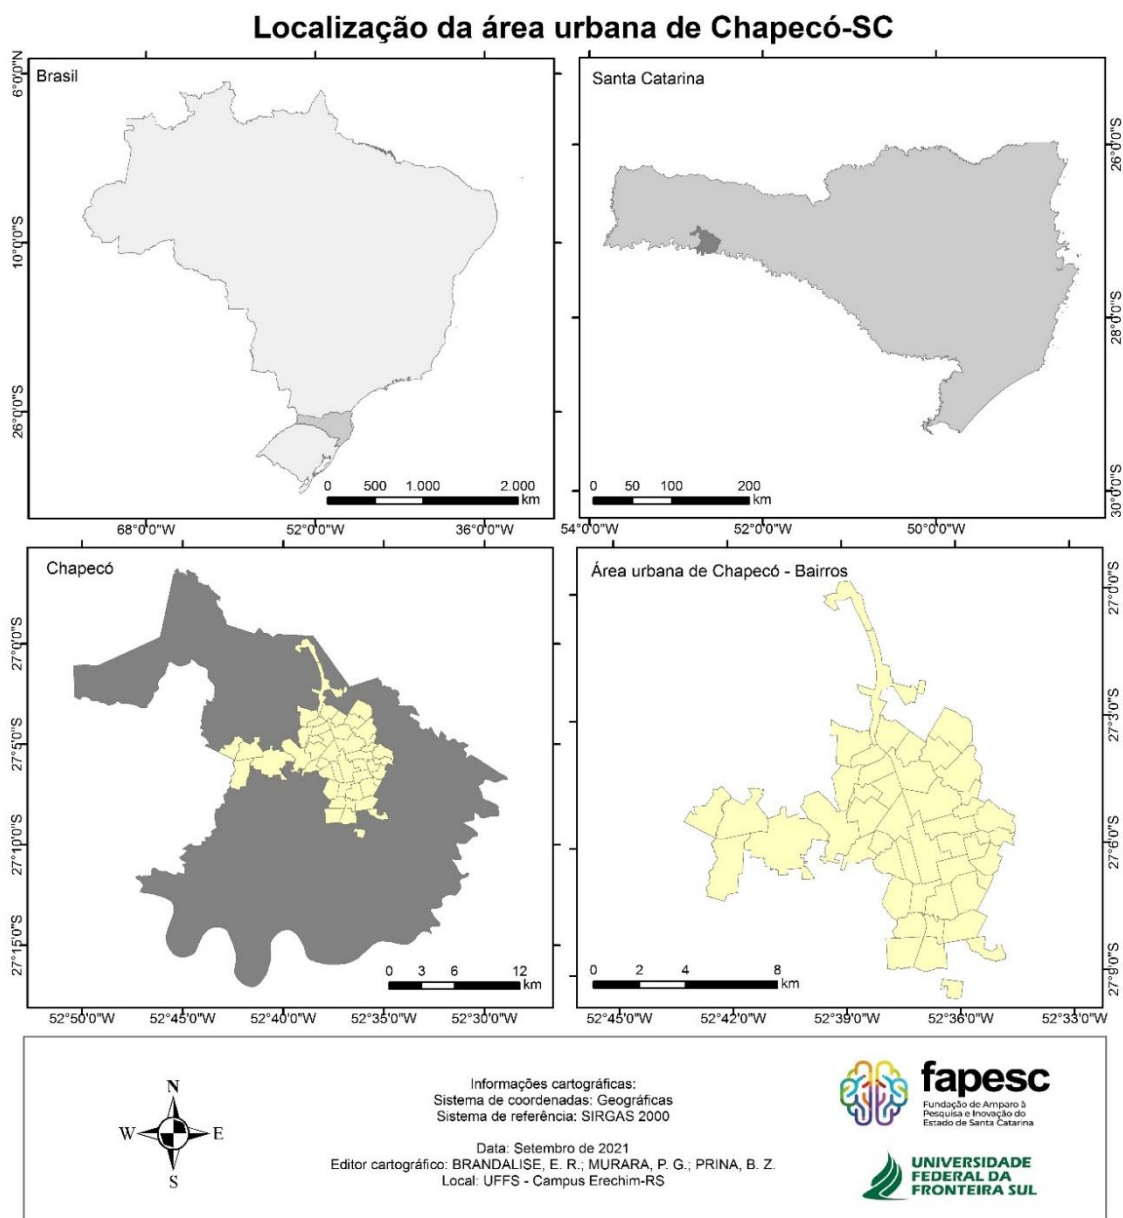 Localização da área urbana de Chapecó-SC
Brasil
6°0'0"N
10°0'0"S
26°0'0"S
0 500 1.000 2.000
km
68°0'0"W 52°0'0"W 36°0'0"W
Santa Catarina
26°0'0"S
28°0'0"S
30°0'0"S
0 50 100 200
km
54°0'0"W 52°0'0"W 50°0'0"W
Chapecó
27°0'0"S
27°5'0"S
27°10'0"S
27°15'0"S
0 3 6 12
km
52°50'0"W 52°45'0"W 52°40'0"W 52°35'0"W 52°30'0"W
Área urbana de Chapecó - Bairros
27°0'0"S
27°3'0"S
27°6'0"S
27°9'0"S
0 2 4 8
km
52°45'0"W 52°42'0"W 52°39'0"W 52°36'0"W 52°33'0"W
N
W E
S
Informações cartográficas:
Sistema de coordenadas: Geográficas
Sistema de referência: SIRGAS 2000
Data: Setembro de 2021
Editor cartográfico: BRANDALISE, E. R.; MURARA, P. G.; PRINA, B. Z.
Local: UFFS - Campus Erechim-RS
fapesc
Fundação de Amparo à
Pesquisa e Inovação do
Estado de Santa Catarina
UNIVERSIDADE
FEDERAL DA
FRONTEIRA SUL